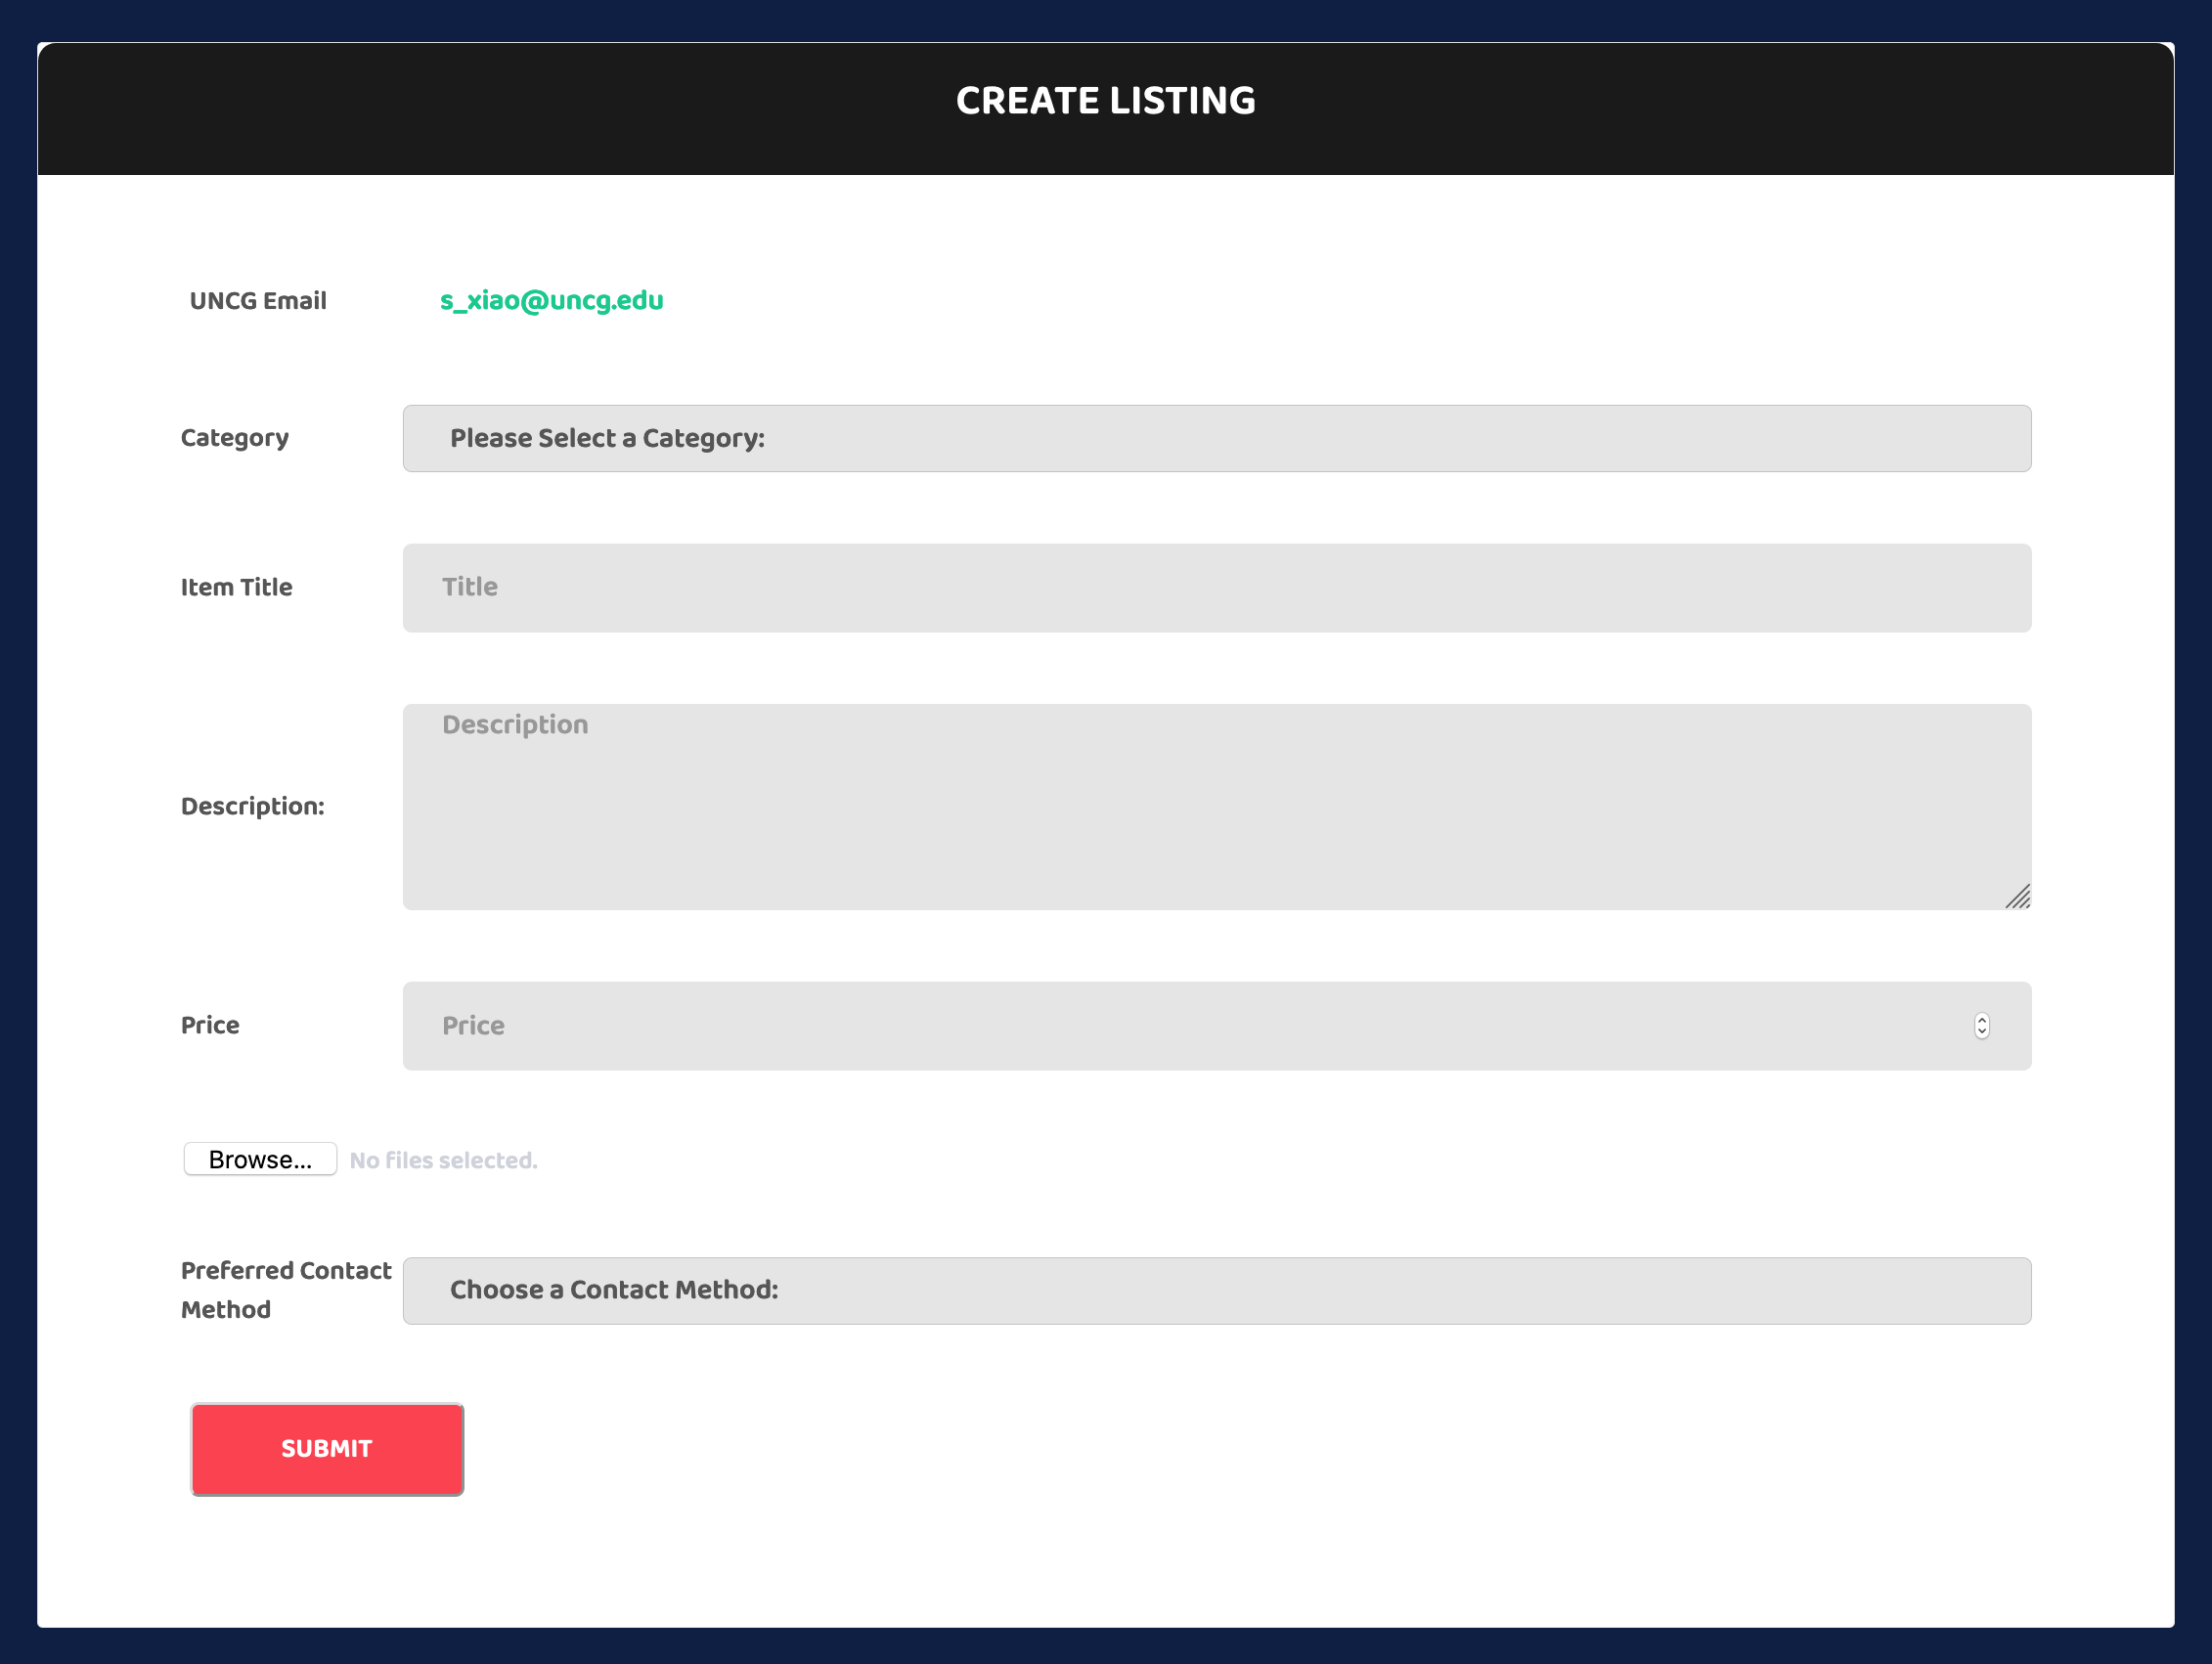 CREATE LISTING
UNCG Email
s_xiao@uncg.edu
Category
Please Select a Category:
Item Title
Title
Description:
Description
Price
Price
Browse...
No files selected.
Preferred Contact
Method
Choose a Contact Method:
SUBMIT